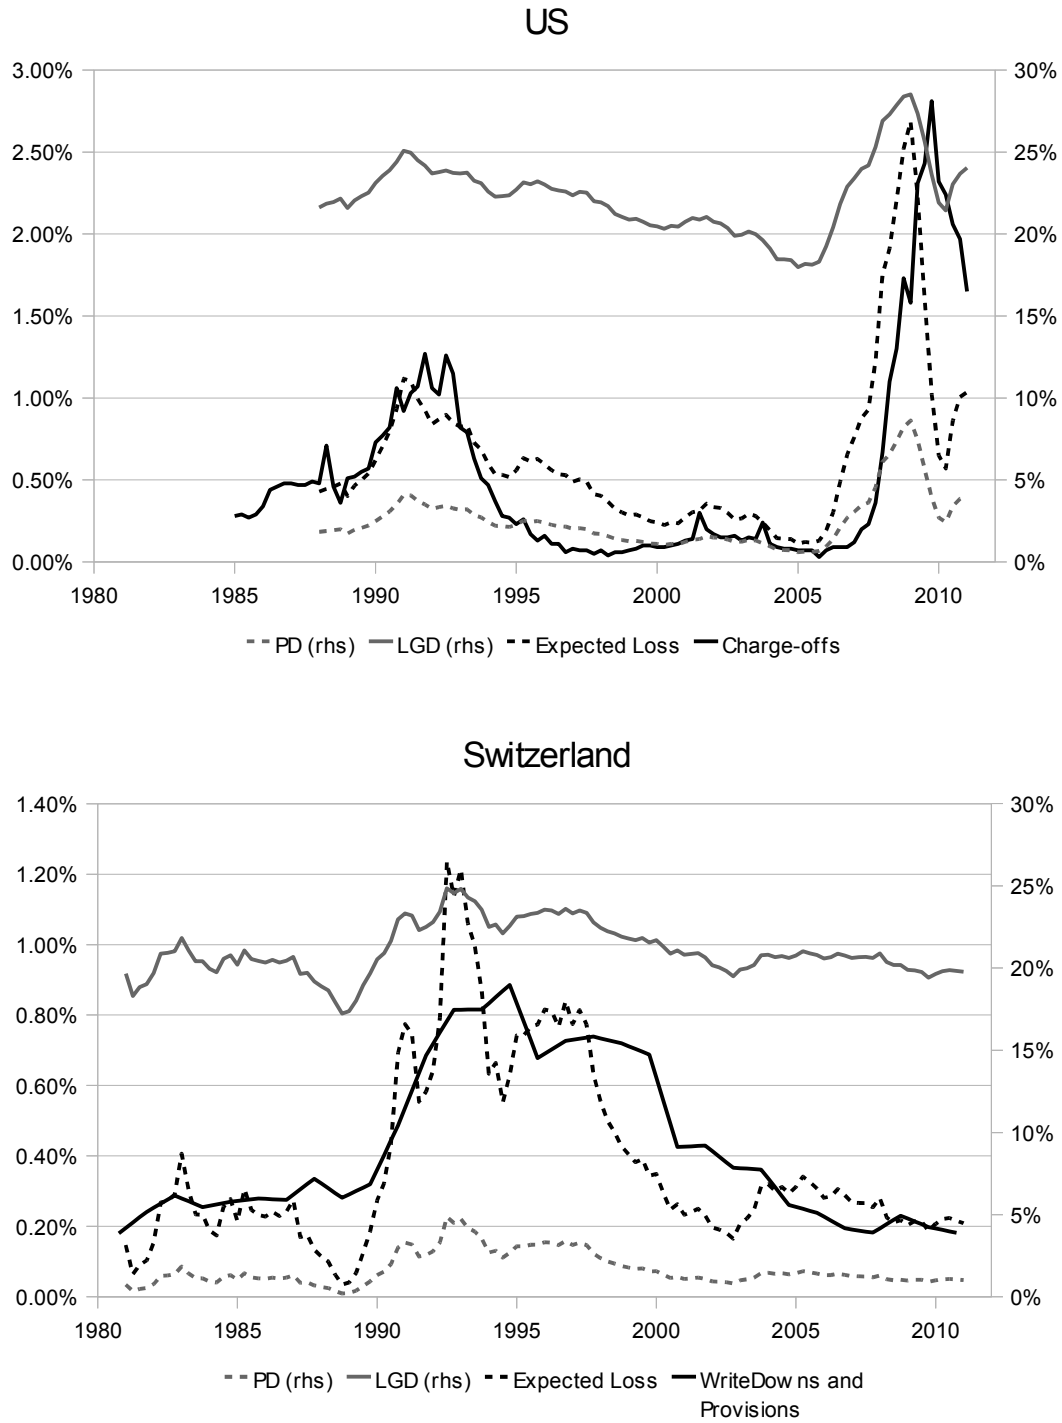 US
3.00% 30%
2.50% 25%
2.00% 20%
1.50% 15%
1.00% 10%
0.50% 5%
0.00% 0%
1980 1985 1990 1995 2000 2005 2010
PD (rhs) LGD (rhs) Expected Loss Charge-offs
Switzerland
1.40% 30%
1.20% 25%
1.00% 20%
0.80%
0.60% 15%
0.40% 10%
0.20% 5%
0.00% 0%
1980 1985 1990 1995 2000 2005 2010
PD (rhs) LGD (rhs) Expected Loss WriteDowns and
Provisions